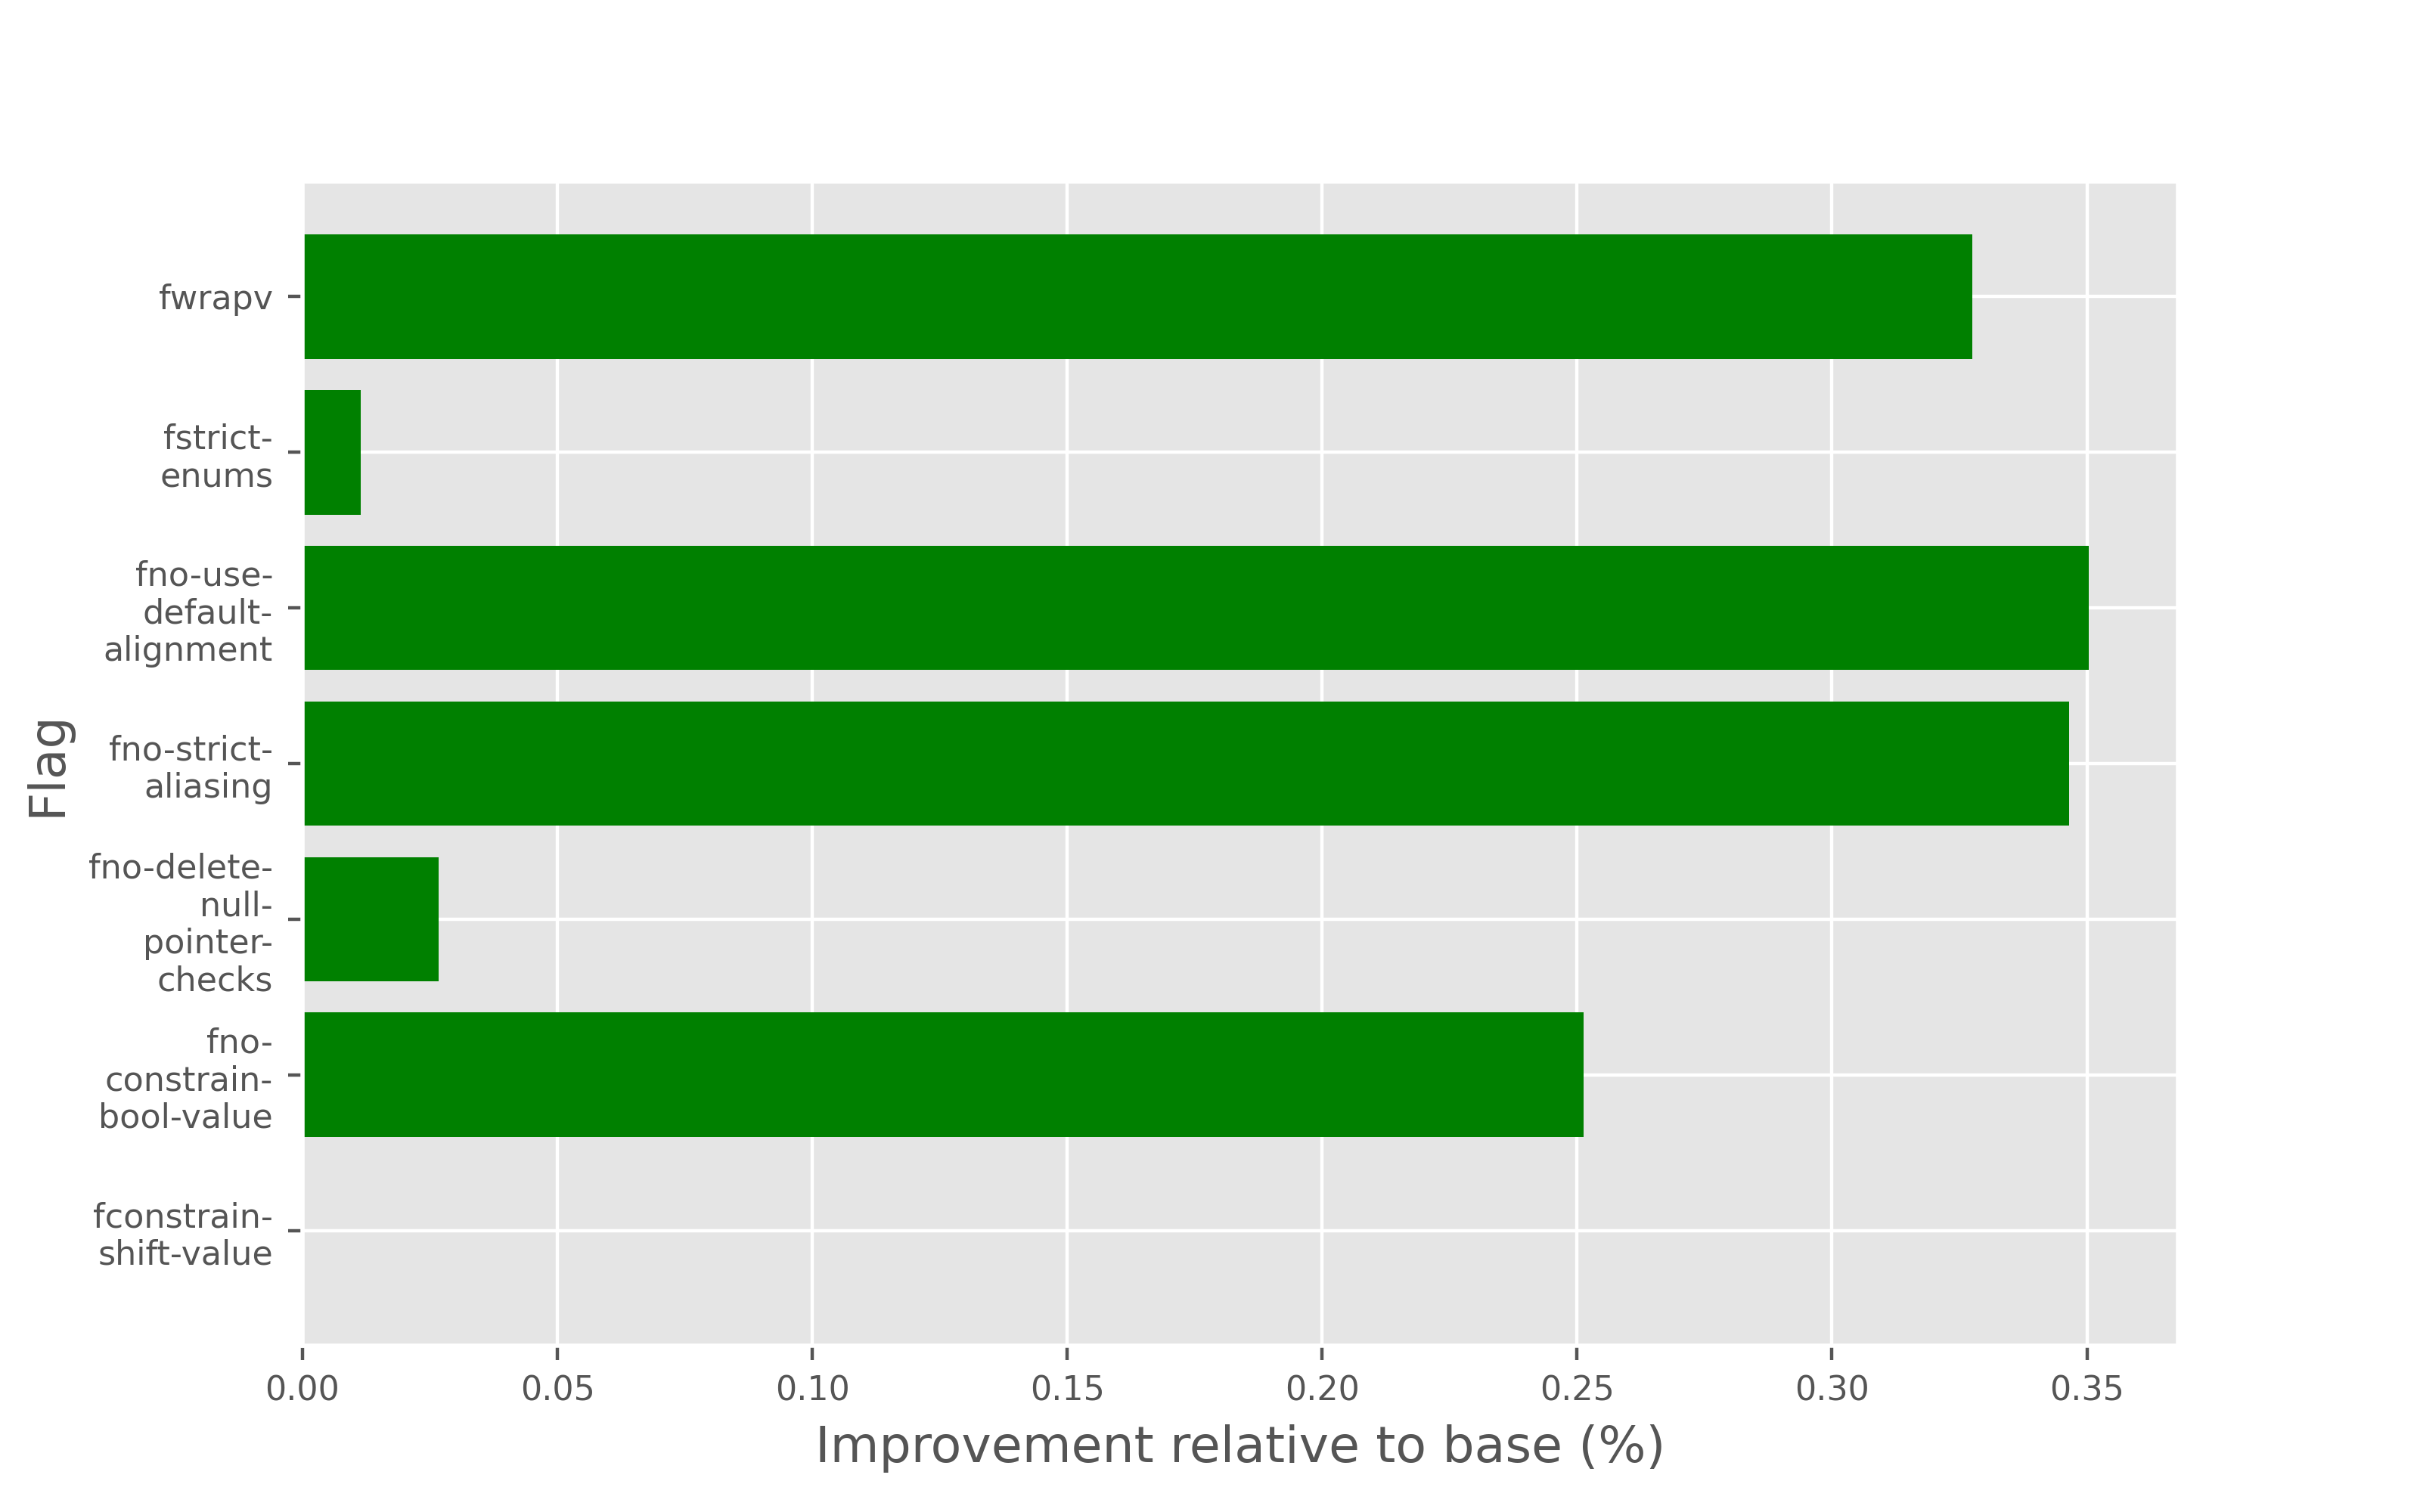 fwrapv
fstrict-
enums
fno-use-
default-
alignment
fno-strict-
aliasing
fno-delete-
null-
pointer-
checks
fno-
constrain-
bool-value
fconstrain-
shift-value
Flag
0.00 0.05 0.10 0.15 0.20 0.25 0.30 0.35
Improvement relative to base (%)